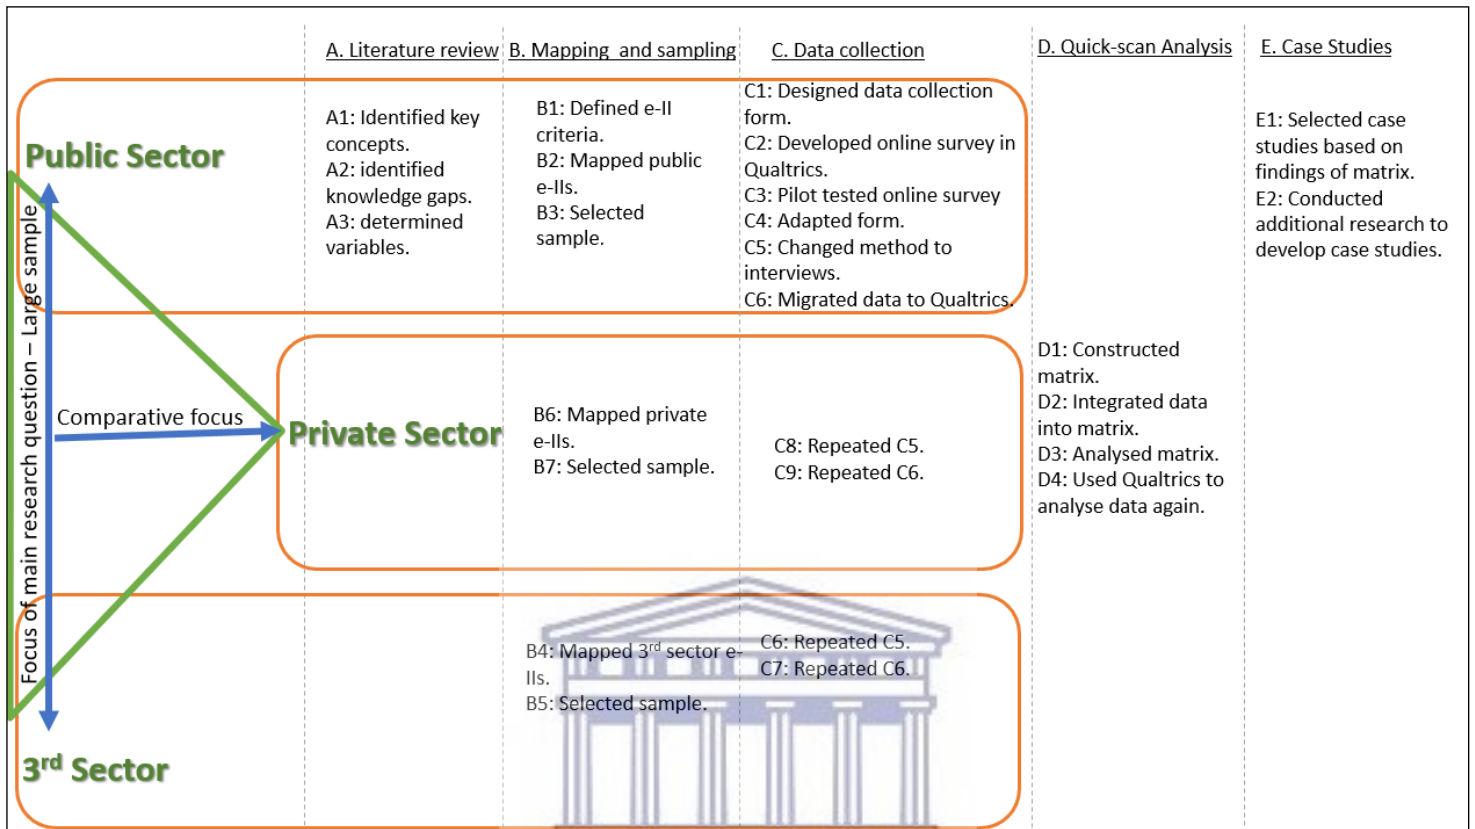 A. Literature review
B. Mapping and sampling
C. Data collection
D. Quick-scan Analysis
E. Case Studies
Public Sector
A1: Identified key
concepts.
A2: identified
knowledge gaps.
A3: determined
variables.
B1: Defined e-II
criteria.
B2: Mapped public
e-IIs.
B3: Selected
sample.
C1: Designed data collection
form.
C2: Developed online survey in
Qualtrics.
C3: Pilot tested online survey
C4: Adapted form.
C5: Changed method to
interviews.
C6: Migrated data to Qualtrics.
E1: Selected case
studies based on
findings of matrix.
E2: Conducted
additional research to
develop case studies.
Focus of main research question – Large sample
Comparative focus
Private Sector
B6: Mapped private
e-IIs.
B7: Selected sample.
C8: Repeated C5.
C9: Repeated C6.
D1: Constructed
matrix.
D2: Integrated data
into matrix.
D3: Analysed matrix.
D4: Used Qualtrics to
analyse data again.
3rd Sector
B4: Mapped 3rd sector e-
IIs.
B5: Selected sample.
C6: Repeated C5.
C7: Repeated C6.